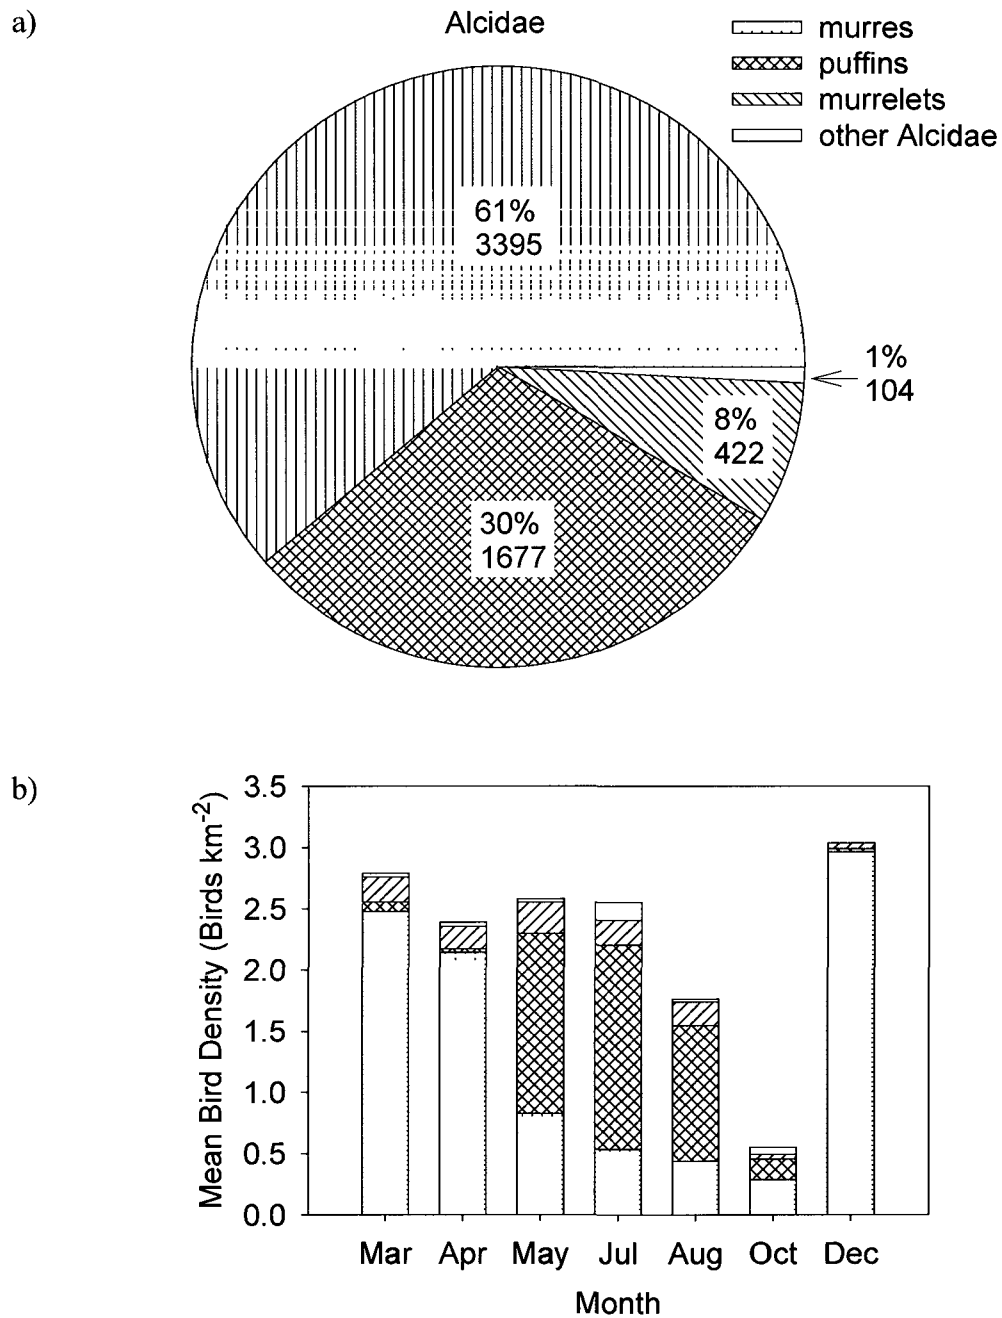 a)
Alcidae
murres
puffins
murrelets
other Alcidae
61%
3395
1%
104
8%
422
30%
1677
b)
Mean Bird Density (Birds km-2)
3.5
3.0
2.5
2.0
1.5
1.0
0.5
0.0
Mar Apr May Jul Aug Oct Dec
Month